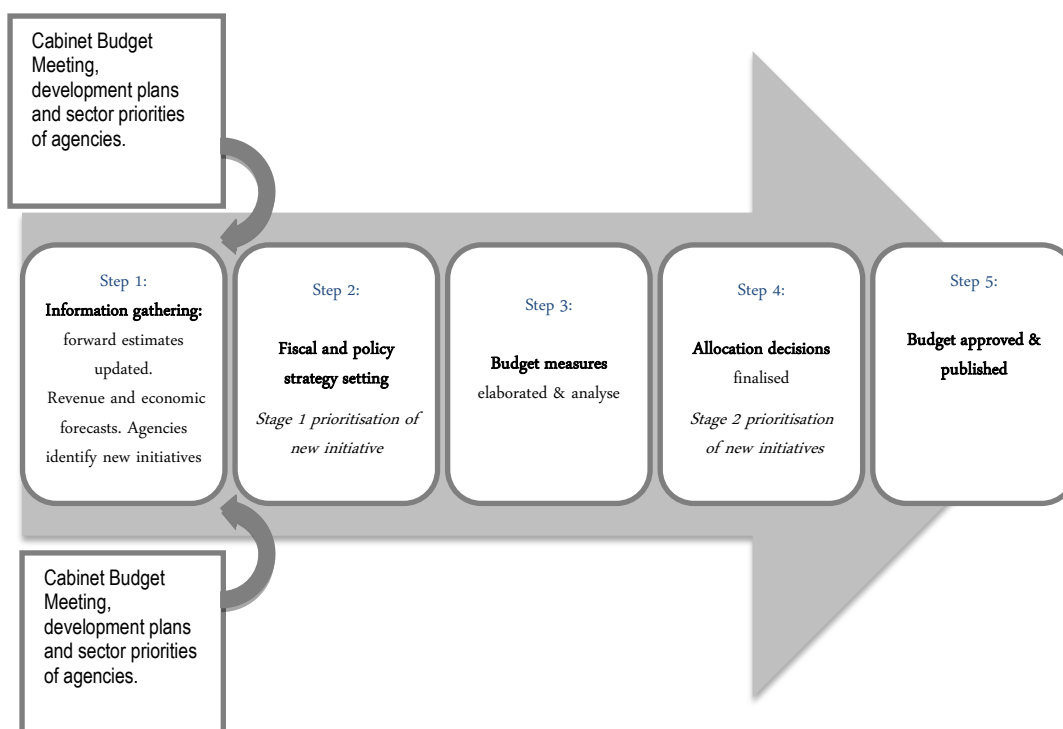 Cabinet Budget
Meeting,
development plans
and sector priorities
of agencies.
Step 1:
Information gathering:
forward estimates
updated.
Revenue and economic
forecasts. Agencies
identify new initiatives
Step 2:
Fiscal and policy
strategy setting
Stage 1 prioritisation of
new initiative
Step 3:
Budget measures
elaborated & analyse
Step 4:
Allocation decisions
finalised
Stage 2 prioritisation
of new initiatives
Step 5:
Budget approved &
published
Cabinet Budget
Meeting,
development plans
and sector priorities
of agencies.